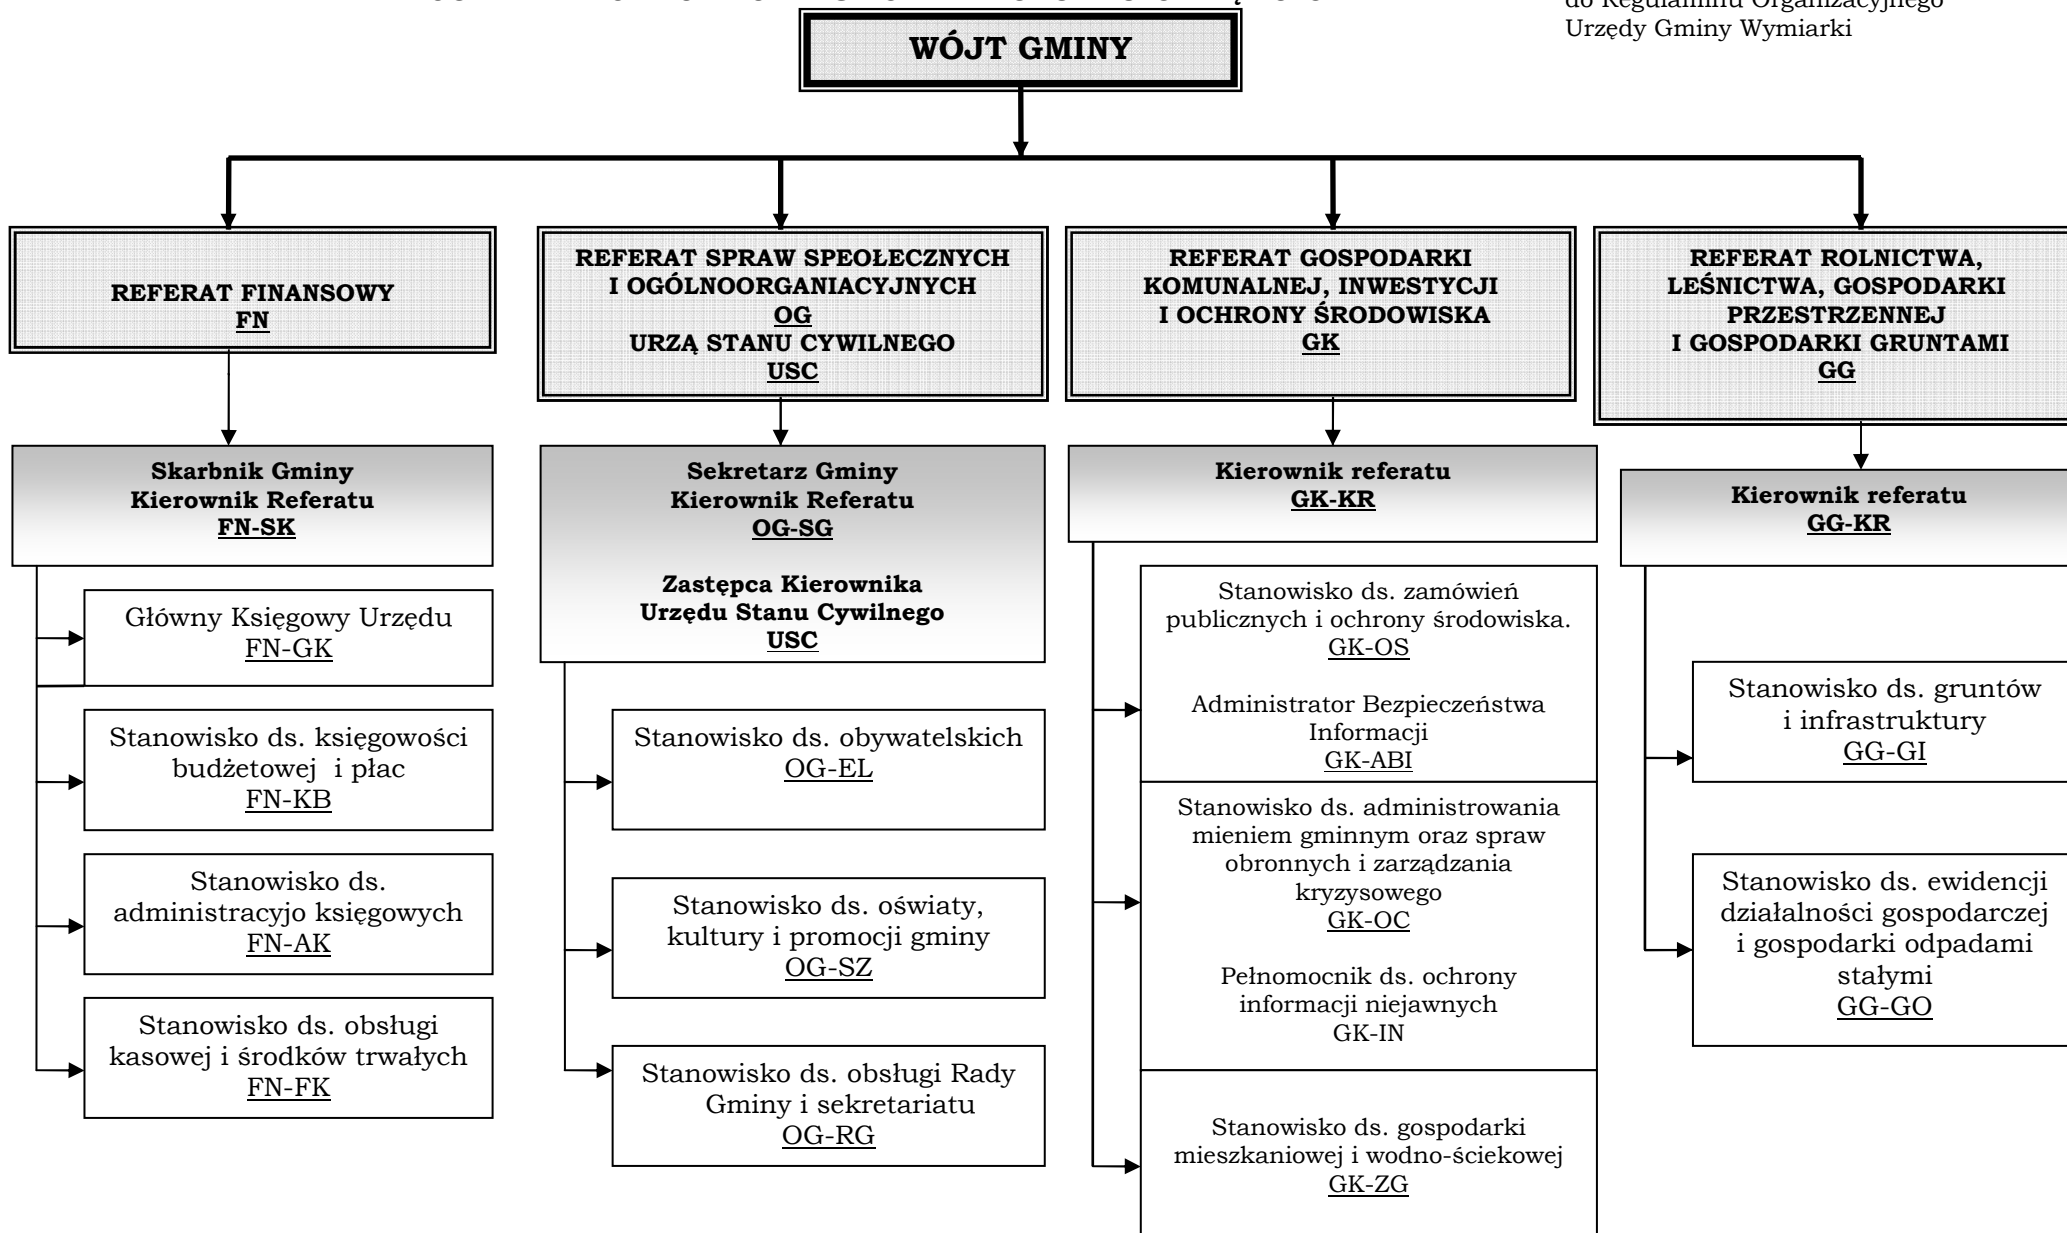 do Regulaminu Organizacyjnego
Urzędy Gminy Wymiarki
WÓJT GMINY
REFERAT FINANSOWY
FN
REFERAT SPRAW SPEOŁECZNYCH
I OGÓLNOORGANIACYJNYCH
OG
URZĄ STANU CYWILNEGO
USC
REFERAT GOSPODARKI
KOMUNALNEJ, INWESTYCJI
I OCHRONY ŚRODOWISKA
GK
REFERAT ROLNICTWA,
LEŚNICTWA, GOSPODARKI
PRZESTRZENNEJ
I GOSPODARKI GRUNTAMI
GG
Skarbnik Gminy
Kierownik Referatu
FN-SK
Główny Księgowy Urzędu
FN-GK
Stanowisko ds. księgowości
budżetowej i płac
FN-KB
Stanowisko ds.
administracyjo księgowych
FN-AK
Stanowisko ds. obsługi
kasowej i środków trwałych
FN-FK
Sekretarz Gminy
Kierownik Referatu
OG-SG
Zastępca Kierownika
Urzędu Stanu Cywilnego
USC
Stanowisko ds. obywatelskich
OG-EL
Stanowisko ds. oświaty,
kultury i promocji gminy
OG-SZ
Stanowisko ds. obsługi Rady
Gminy i sekretariatu
OG-RG
Kierownik referatu
GK-KR
Stanowisko ds. zamówień
publicznych i ochrony środowiska.
GK-OS
Administrator Bezpieczeństwa
Informacji
GK-ABI
Stanowisko ds. administrowania
mieniem gminnym oraz spraw
obronnych i zarządzania
kryzysowego
GK-OC
Pełnomocnik ds. ochrony
informacji niejawnych
GK-IN
Stanowisko ds. gospodarki
mieszkaniowej i wodno-ściekowej
GK-ZG
Kierownik referatu
GG-KR
Stanowisko ds. gruntów
i infrastruktury
GG-GI
Stanowisko ds. ewidencji
działalności gospodarczej
i gospodarki odpadami
stałymi
GG-GO